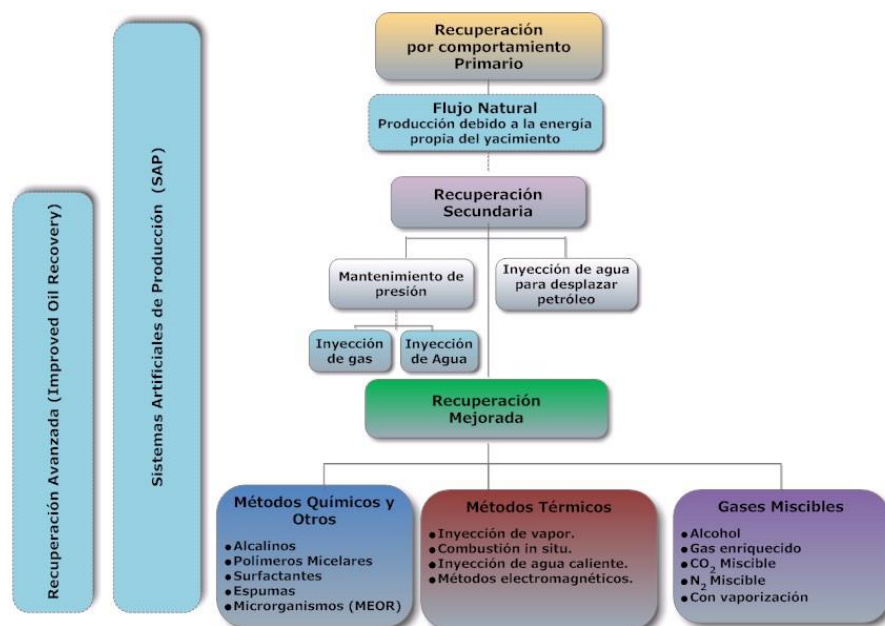 Recuperación Avanzada (Improved Oil Recovery)
Sistemas Artificiales de Producción (SAP)
Recuperación
por comportamiento
Primario
Flujo Natural
Producción debido a la energía
propia del yacimiento
Recuperación
Secundaria
Mantenimiento de
presión
Inyección de agua
para desplazar
petróleo
Inyección
de gas
Inyección
de Agua
Recuperación
Mejorada
Métodos Químicos y
Otros
● Alcalinos
● Polímeros Micelares
● Surfactantes
● Espumas
● Microrganismos (MEOR)
Métodos Térmicos
● Inyección de vapor.
● Combustión in situ.
● Inyección de agua caliente.
● Métodos electromagnéticos.
Gases Miscibles
● Alcohol
● Gas enriquecido
● CO₂ Miscible
● N₂ Miscible
● Con vaporización